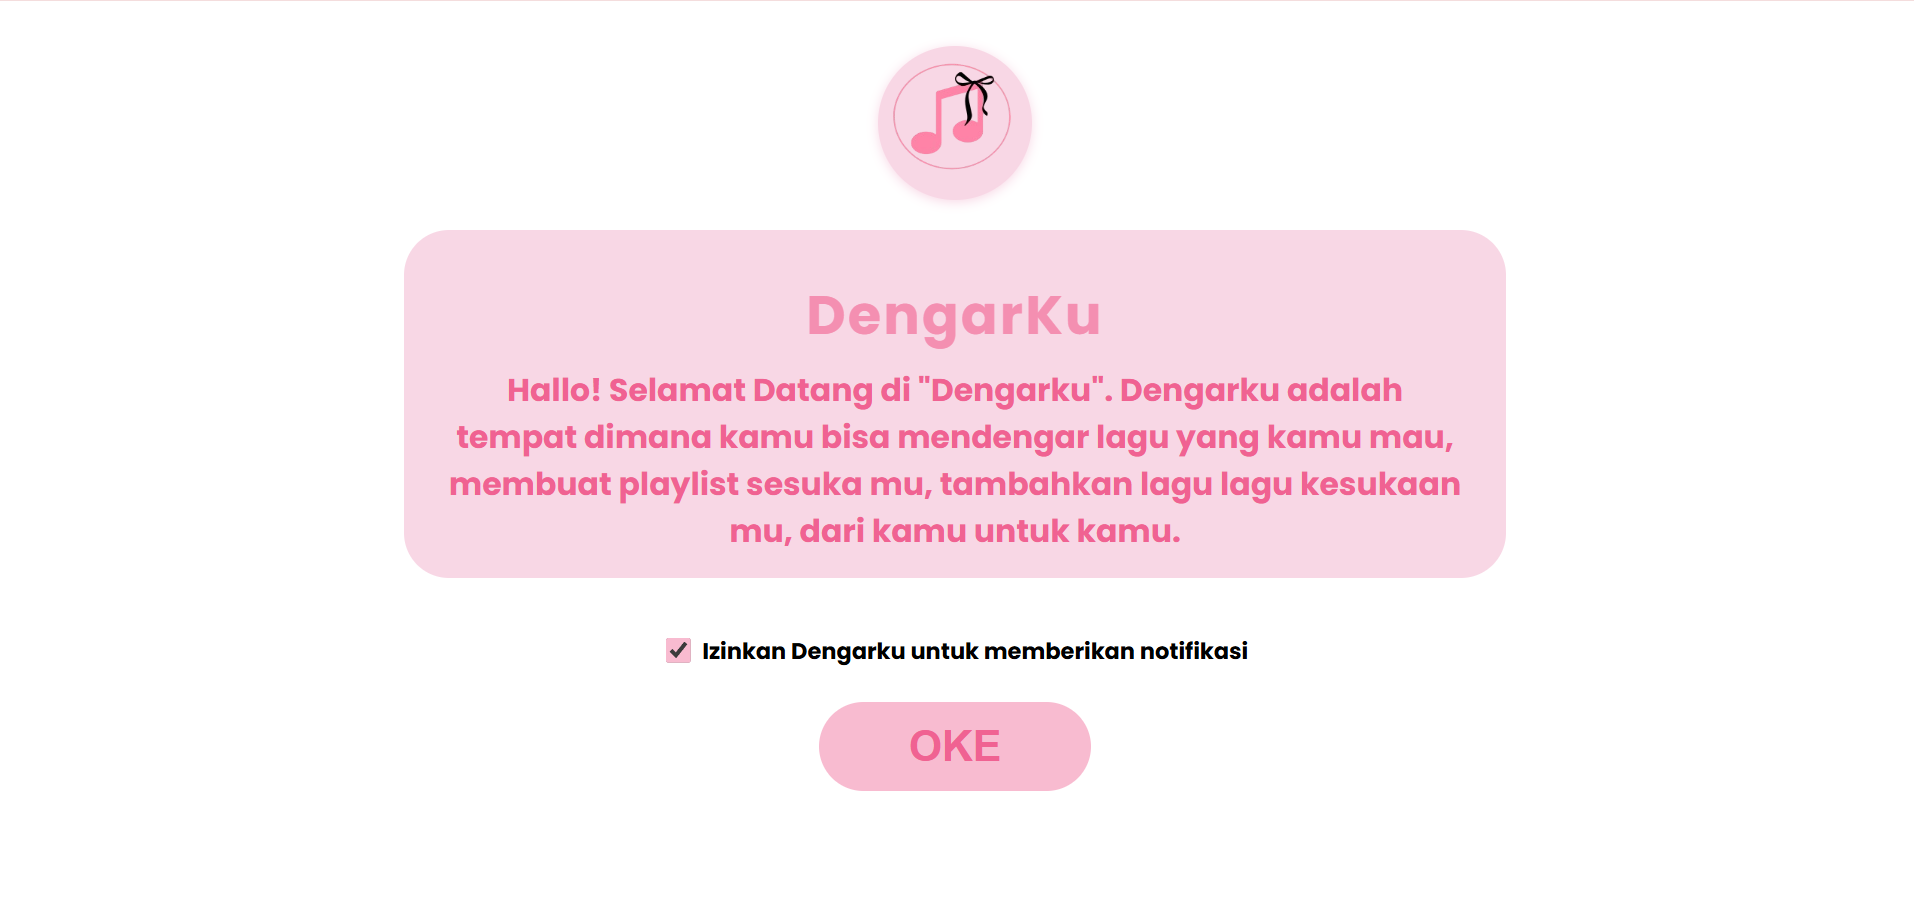 DengarKu
Hallo! Selamat Datang di "Dengarku". Dengarku adalah
tempat dimana kamu bisa mendengar lagu yang kamu mau,
membuat playlist sesuka mu, tambahkan lagu lagu kesukaan
mu, dari kamu untuk kamu.
Izinkan Dengarku untuk memberikan notifikasi
OKE